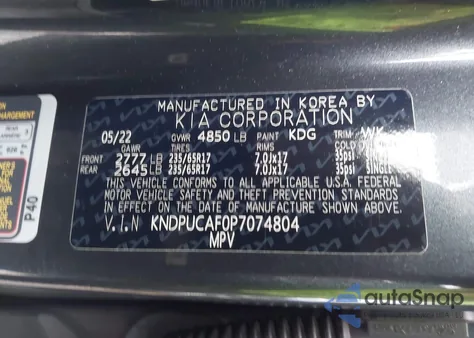 MANUFACTURED IN KOREA BY
KIA CORPORATION
05/22 GVWR 4850 LB PAINT KDG TRIM WK
GAWR TIRES RIMS COLD
FRONT 2777 LB 235/65R17 7.0Jx17 35psi SINGLE
REAR 2645 LB 235/65R17 7.0Jx17 35psi SINGLE
THIS VEHICLE CONFORMS TO ALL APPLICABLE U.S.A. FEDERAL
MOTOR VEHICLE SAFETY STANDARDS IN EFFECT ON THE
DATE OF MANUFACTURE SHOWN ABOVE.
V.I.N KNDPUCAF0P7074804
MPV
P40
autoSnap